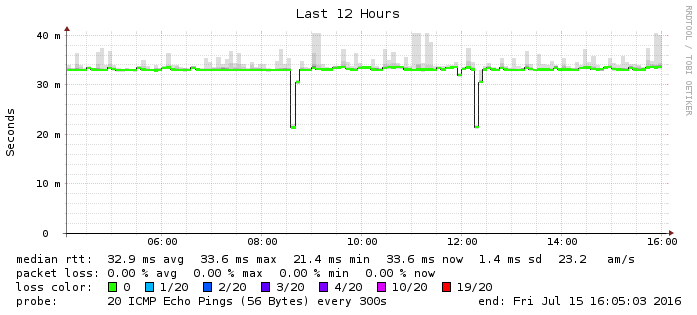 Last 12 Hours
RRDTOOL / TOBI OETIKER
Seconds
40 m
30 m
20 m
10 m
0
06:00 08:00 10:00 12:00 14:00 16:00
median rtt: 32.9 ms avg 33.6 ms max 21.4 ms min 33.6 ms now 1.4 ms sd 23.2 am/s
packet loss: 0.00 % avg 0.00 % max 0.00 % min 0.00 % now
loss color: 0 1/20 2/20 3/20 4/20 10/20 19/20
probe: 20 ICMP Echo Pings (56 Bytes) every 300s end: Fri Jul 15 16:05:03 2016